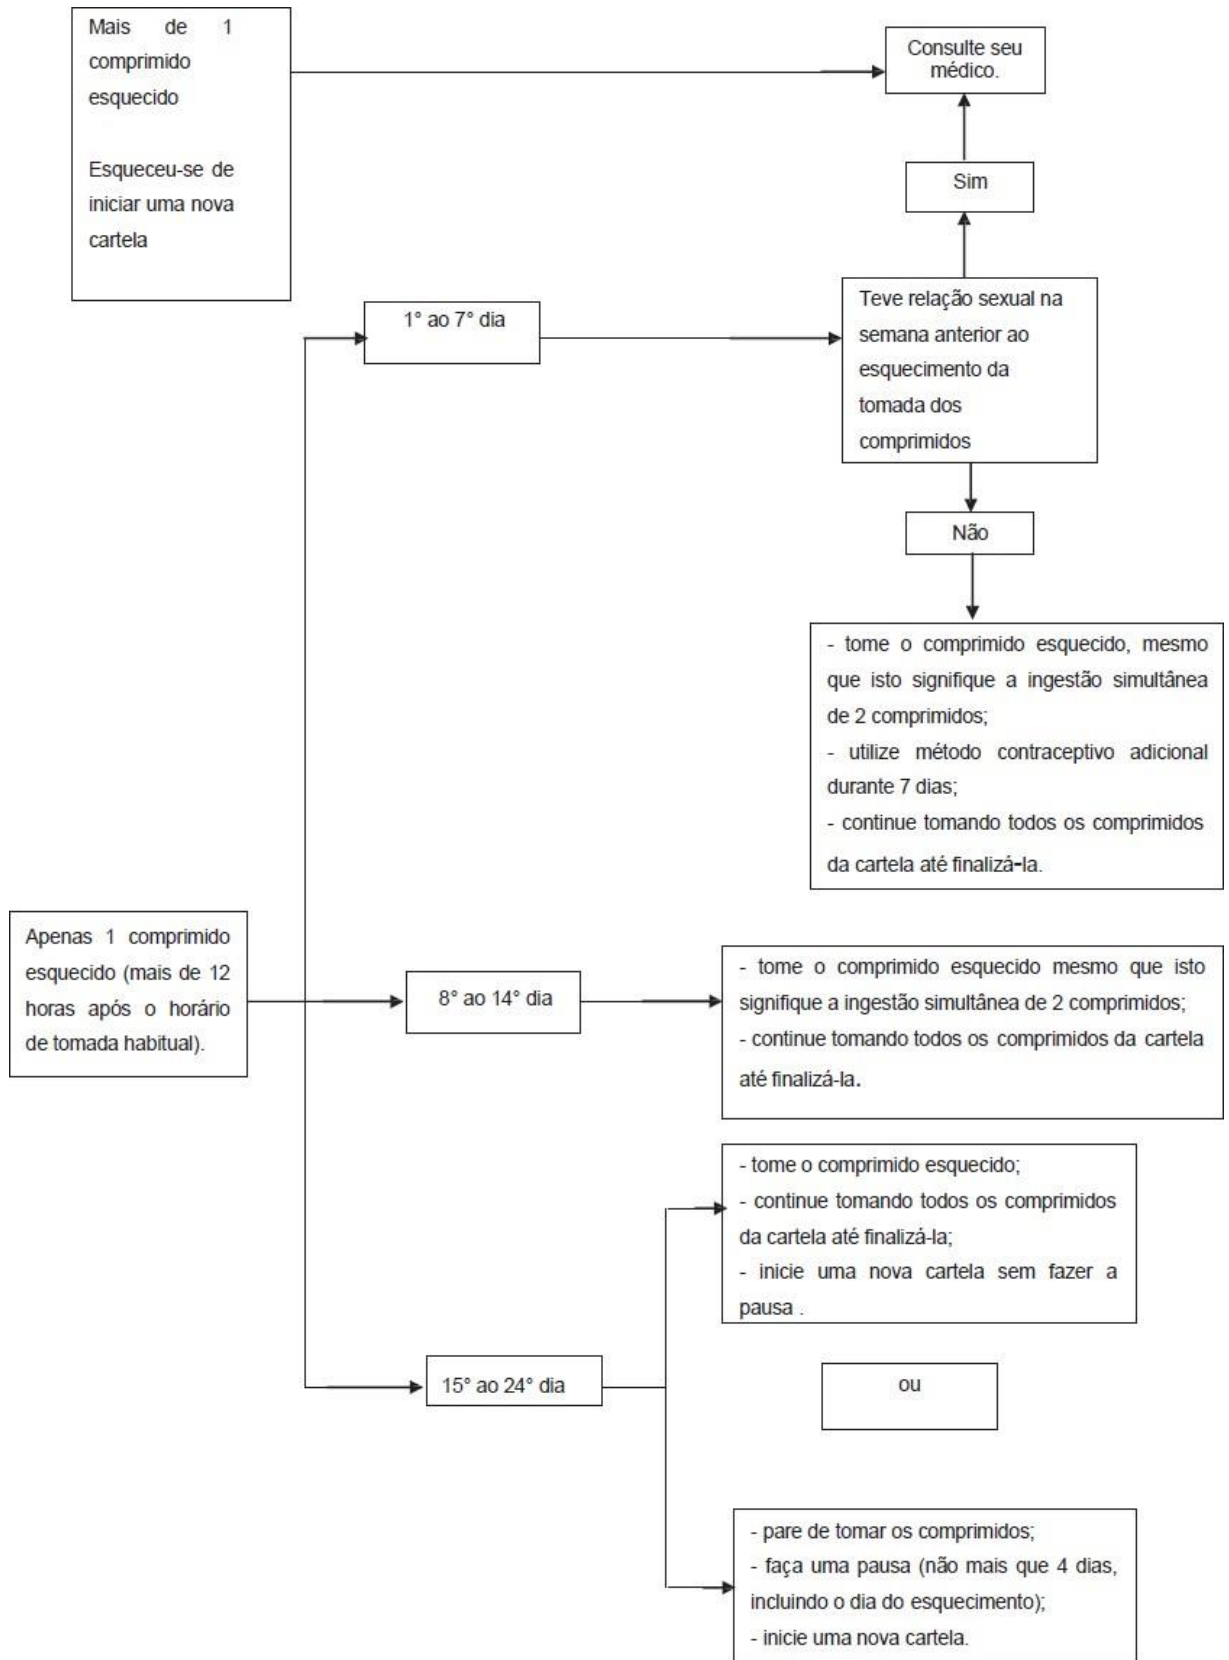 Mais de 1
comprimido
esquecido
Esqueceu-se de
iniciar uma nova
cartela
Consulte seu
médico.
Sim
1° ao 7° dia
Teve relação sexual na
semana anterior ao
esquecimento da
tomada dos
comprimidos
Não
- tome o comprimido esquecido, mesmo
que isto signifique a ingestão simultânea
de 2 comprimidos;
- utilize método contraceptivo adicional
durante 7 dias;
- continue tomando todos os comprimidos
da cartela até finalizá-la.
Apenas 1 comprimido
esquecido (mais de 12
horas após o horário
de tomada habitual).
8° ao 14° dia
- tome o comprimido esquecido mesmo que isto
signifique a ingestão simultânea de 2 comprimidos;
- continue tomando todos os comprimidos da cartela
até finalizá-la.
- tome o comprimido esquecido;
- continue tomando todos os comprimidos
da cartela até finalizá-la;
- inicie uma nova cartela sem fazer a
pausa .
15° ao 24° dia
ou
- pare de tomar os comprimidos;
- faça uma pausa (não mais que 4 dias,
incluindo o dia do esquecimento);
- inicie uma nova cartela.